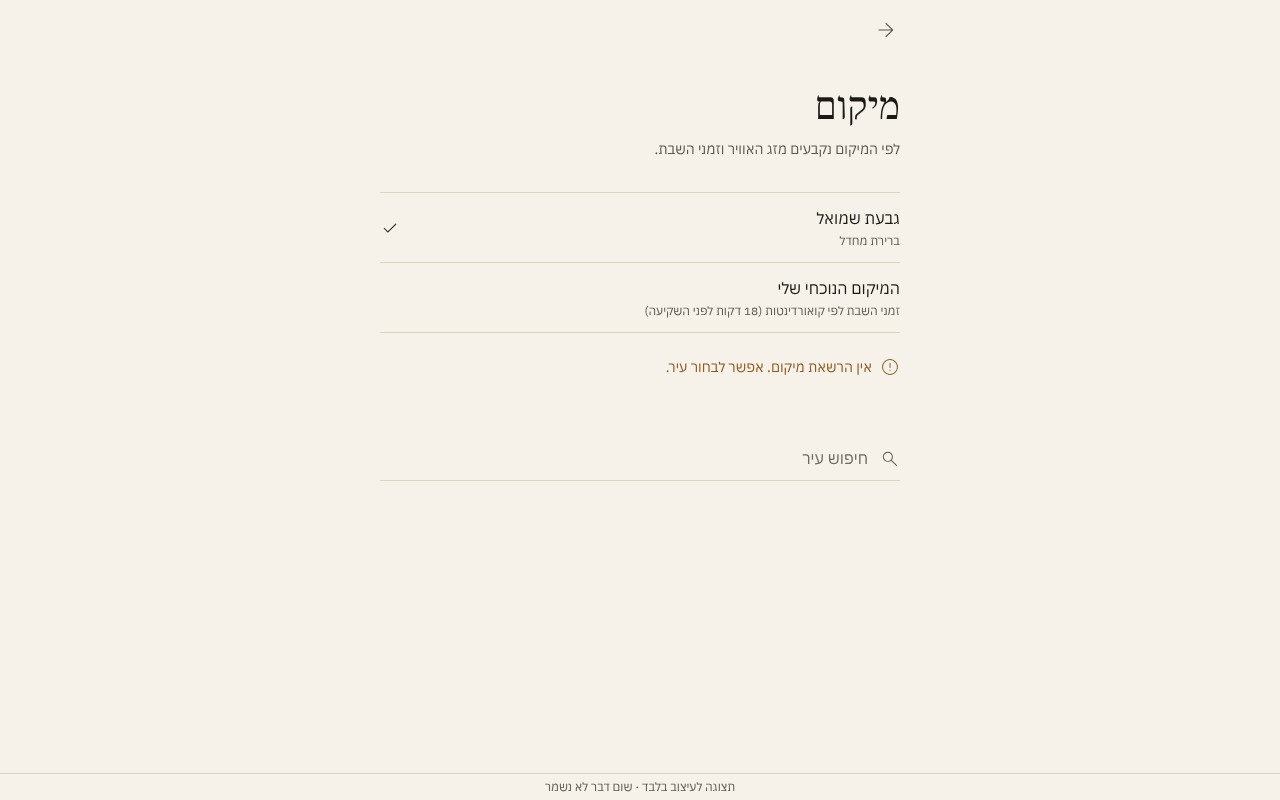 מיקום
לפי המיקום נקבעים מזג האוויר וזמני השבת.
גבעת שמואל
ברירת מחדל
המיקום הנוכחי שלי
זמני השבת לפי קואורדינטות (18 דקות לפני השקיעה)
אין הרשאת מיקום. אפשר לבחור עיר.
חיפוש עיר
תצוגה לעיצוב בלבד · שום דבר לא נשמר